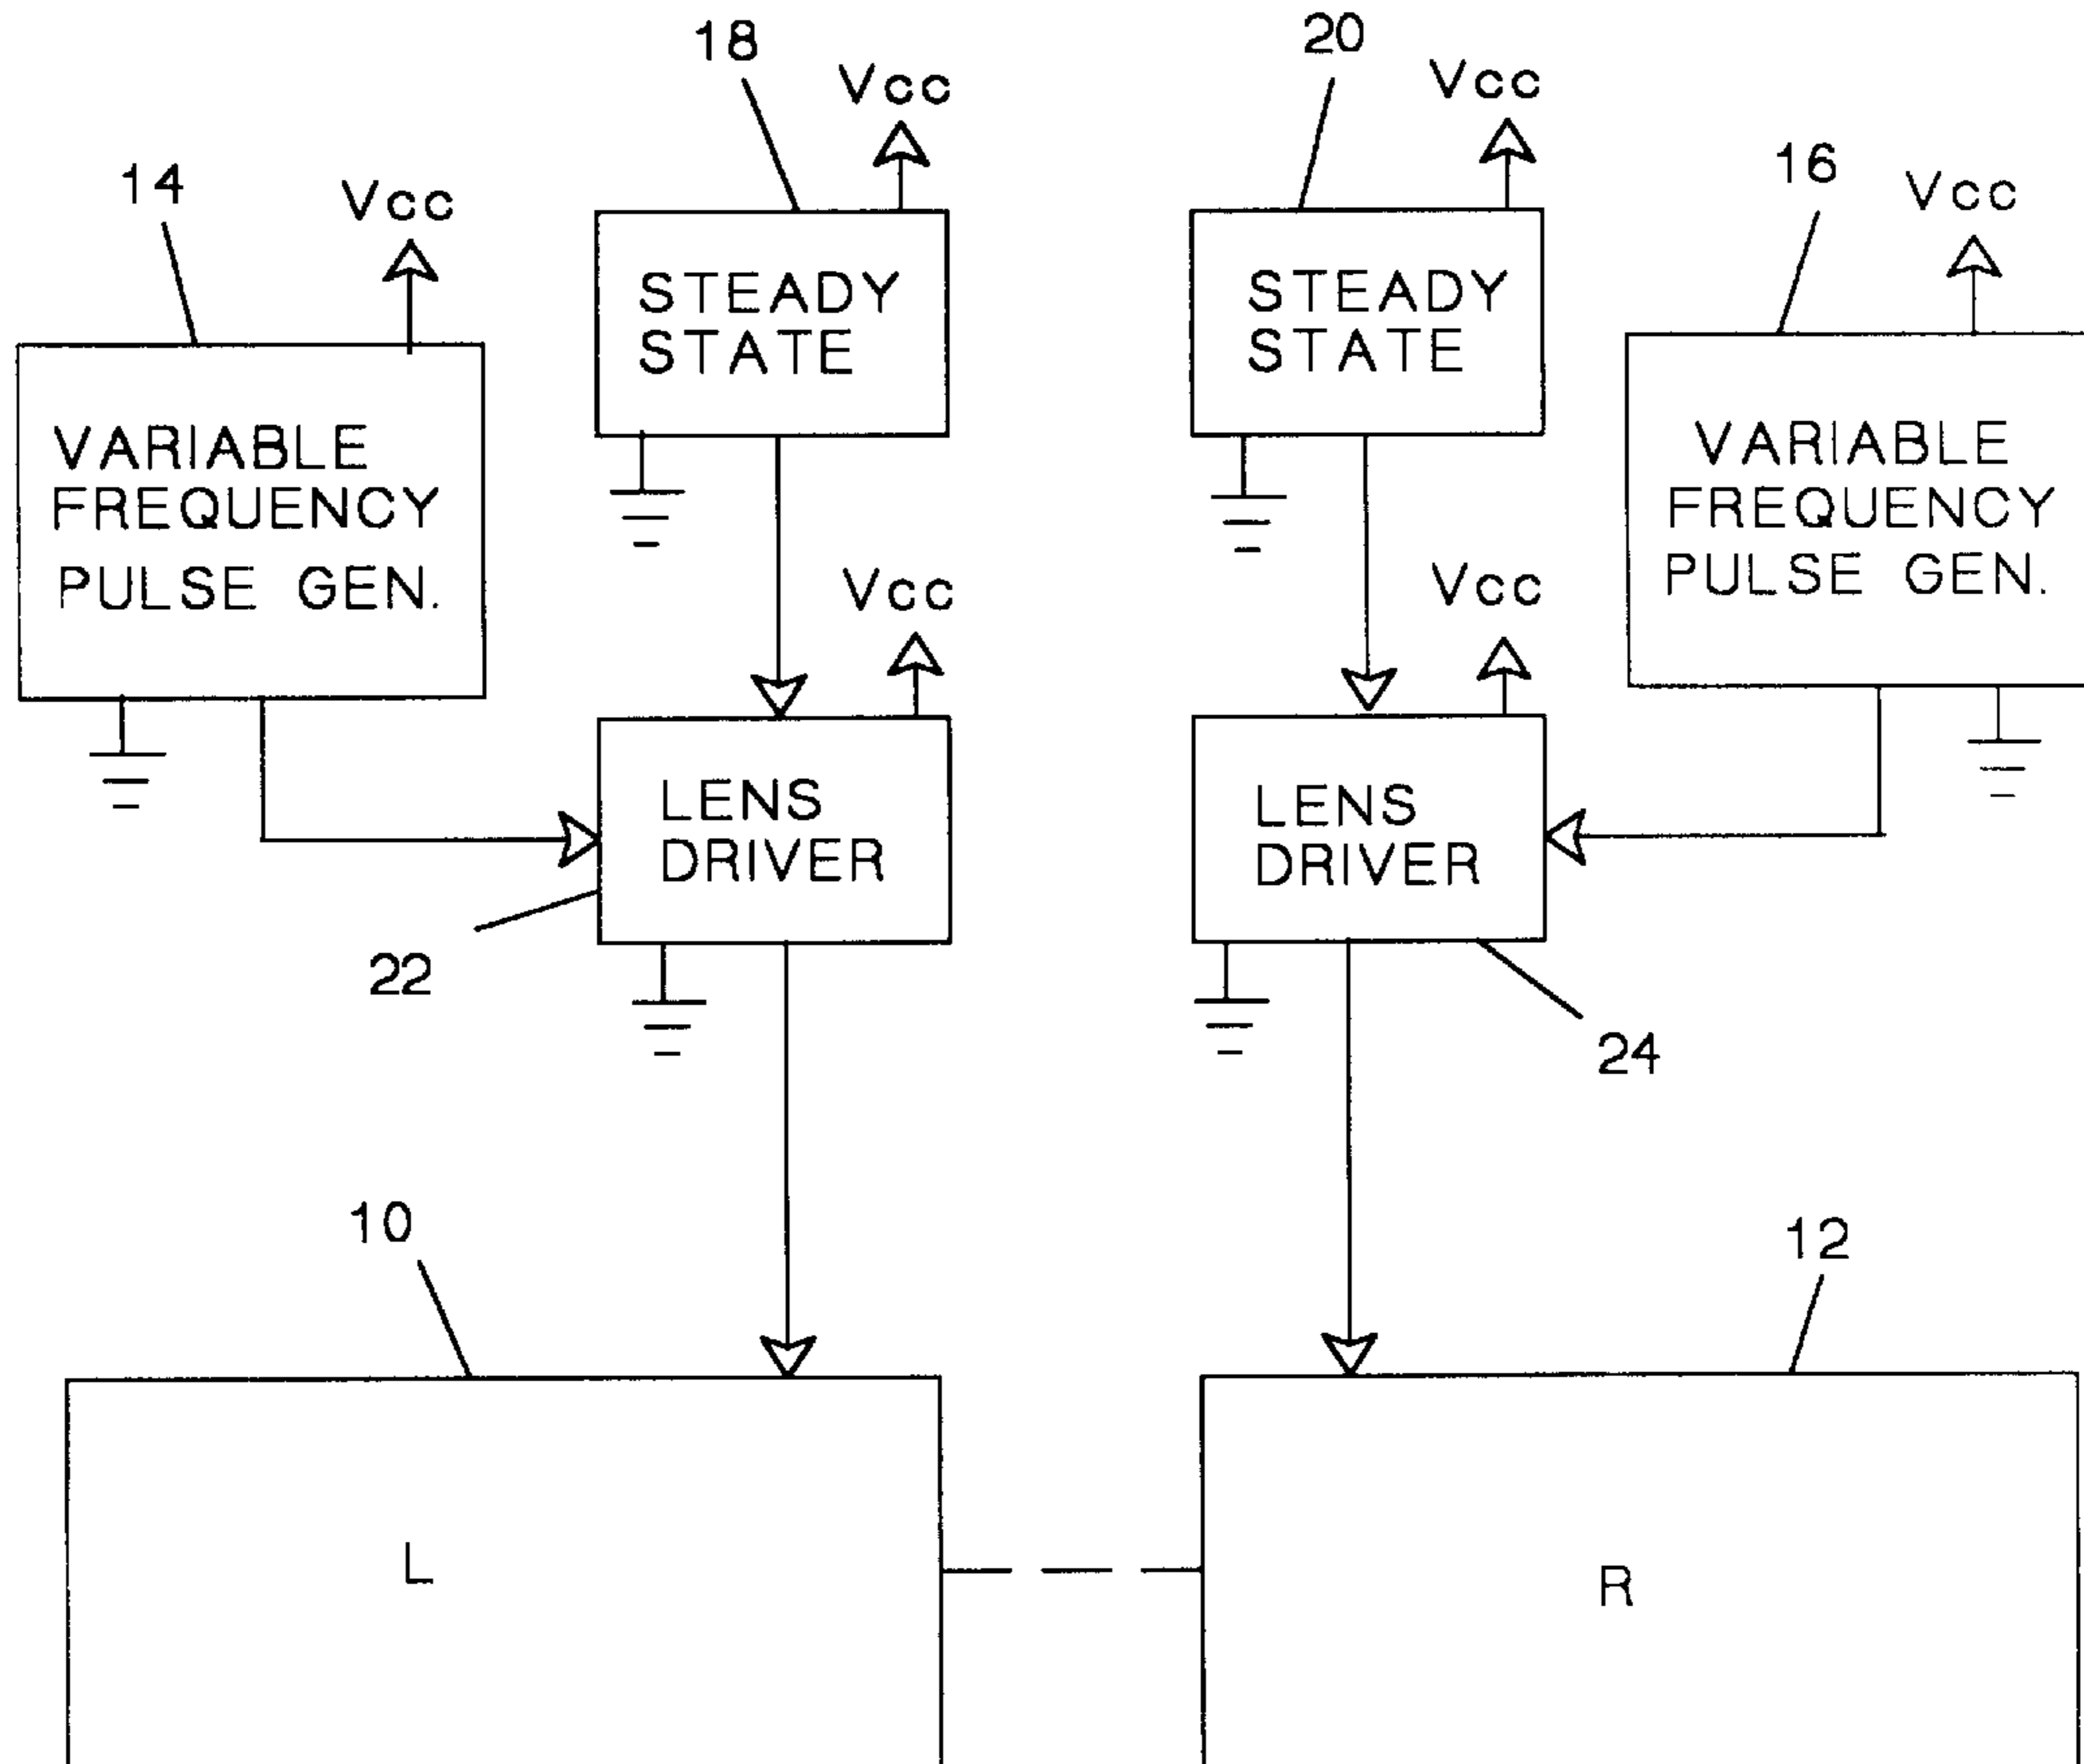 18
20
Vcc
Vcc
14
16
Vcc
Vcc
STEADY
STATE
STEADY
STATE
VARIABLE
FREQUENCY
PULSE GEN.
VARIABLE
FREQUENCY
PULSE GEN.
Vcc
Vcc
LENS
DRIVER
LENS
DRIVER
22
24
10
12
L
R